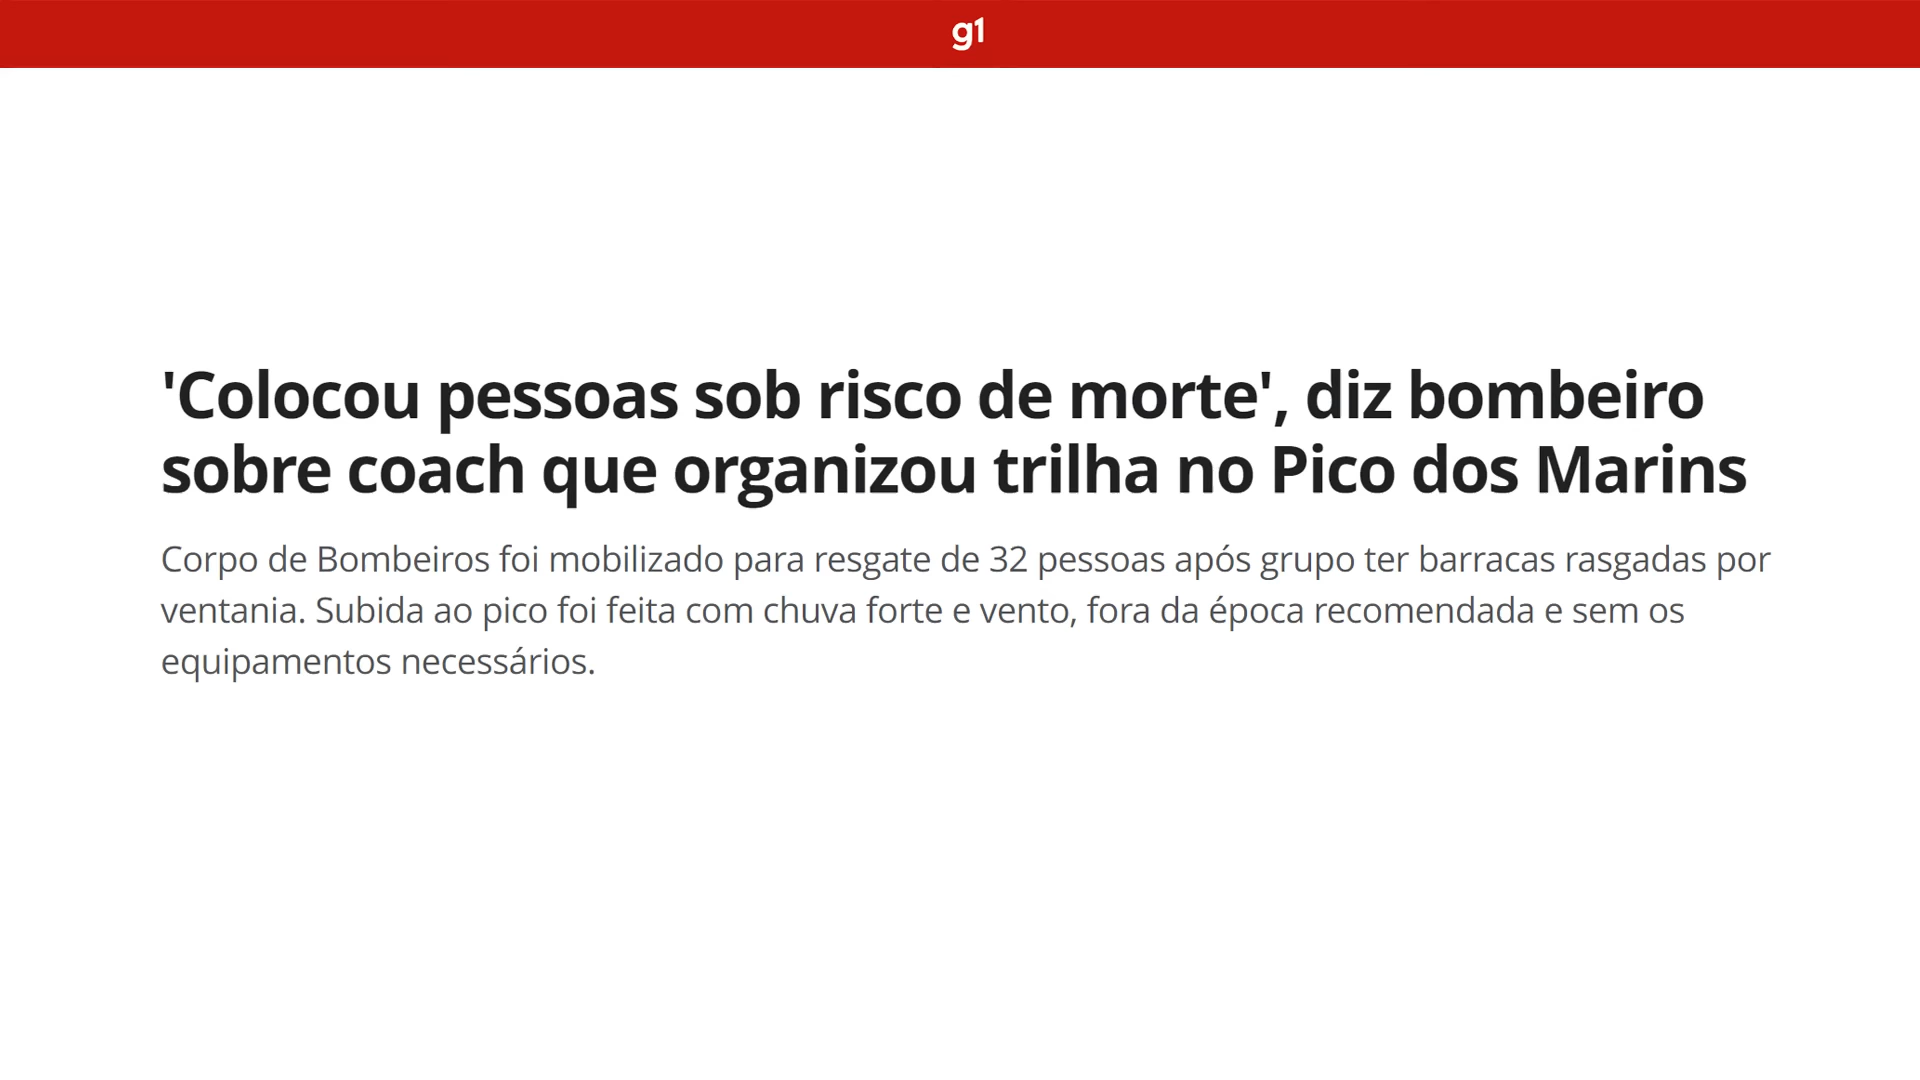 g1
'Colocou pessoas sob risco de morte', diz bombeiro
sobre coach que organizou trilha no Pico dos Marins
Corpo de Bombeiros foi mobilizado para resgate de 32 pessoas após grupo ter barracas rasgadas por
ventania. Subida ao pico foi feita com chuva forte e vento, fora da época recomendada e sem os
equipamentos necessários.